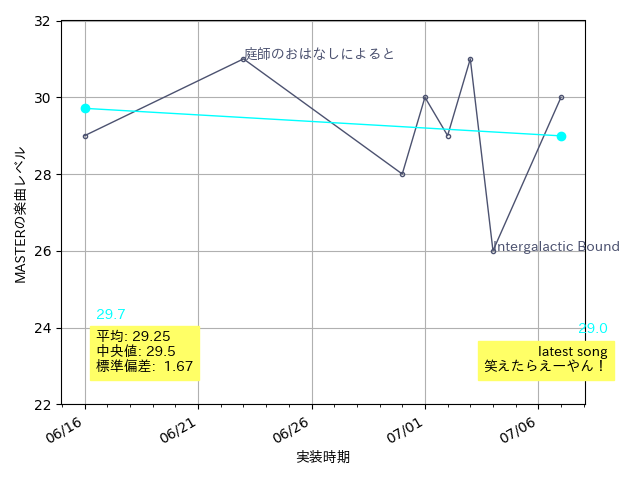 32
30
28
26
24
22
MASTERの楽曲レベル
庭師のおはなしによると
Intergalactic Bound
29.7
平均: 29.25
中央値: 29.5
標準偏差: 1.67
29.0
latest song
笑えたらえーやん！
06/16
06/21
06/26
07/01
07/06
実装時期